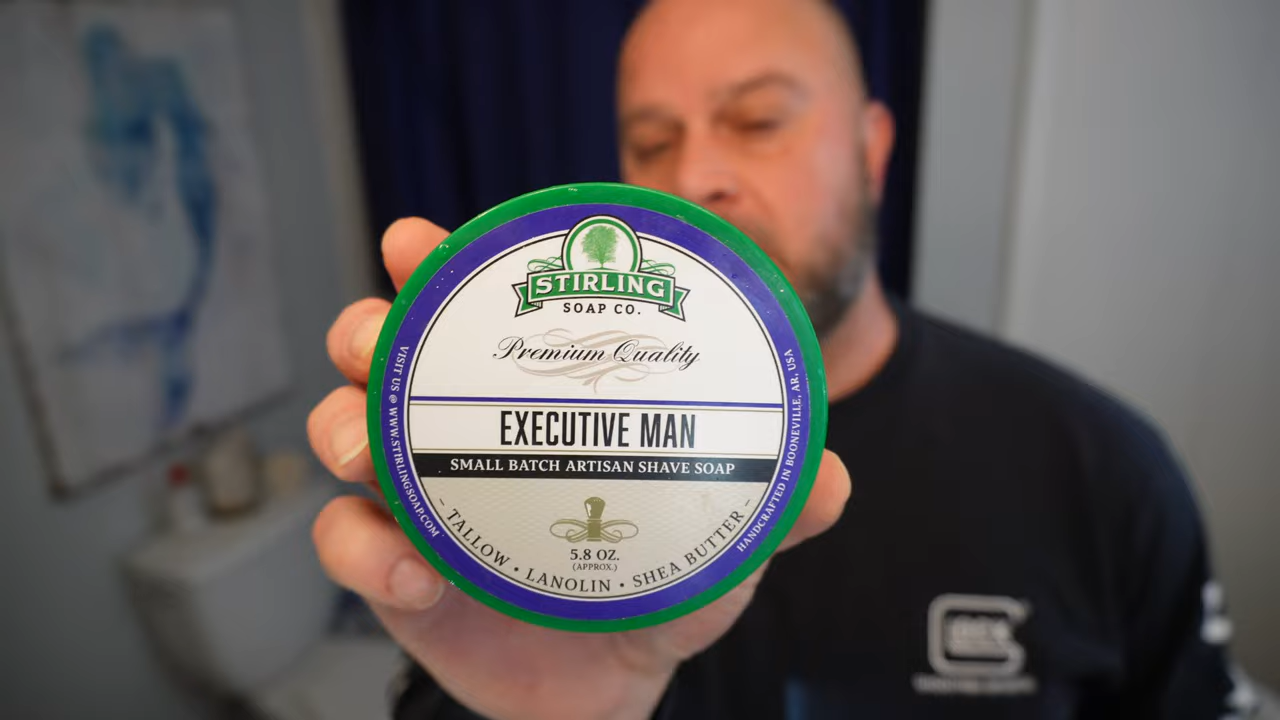 STIRLING
SOAP CO.
Premium Quality
EXECUTIVE MAN
SMALL BATCH ARTISAN SHAVE SOAP
5.8 OZ.
(APPROX.)
- TALLOW • LANOLIN • SHEA BUTTER -
VISIT US @ WWW.STIRLINGSOAP.COM
HANDCRAFTED IN BOONEVILLE, AR, USA